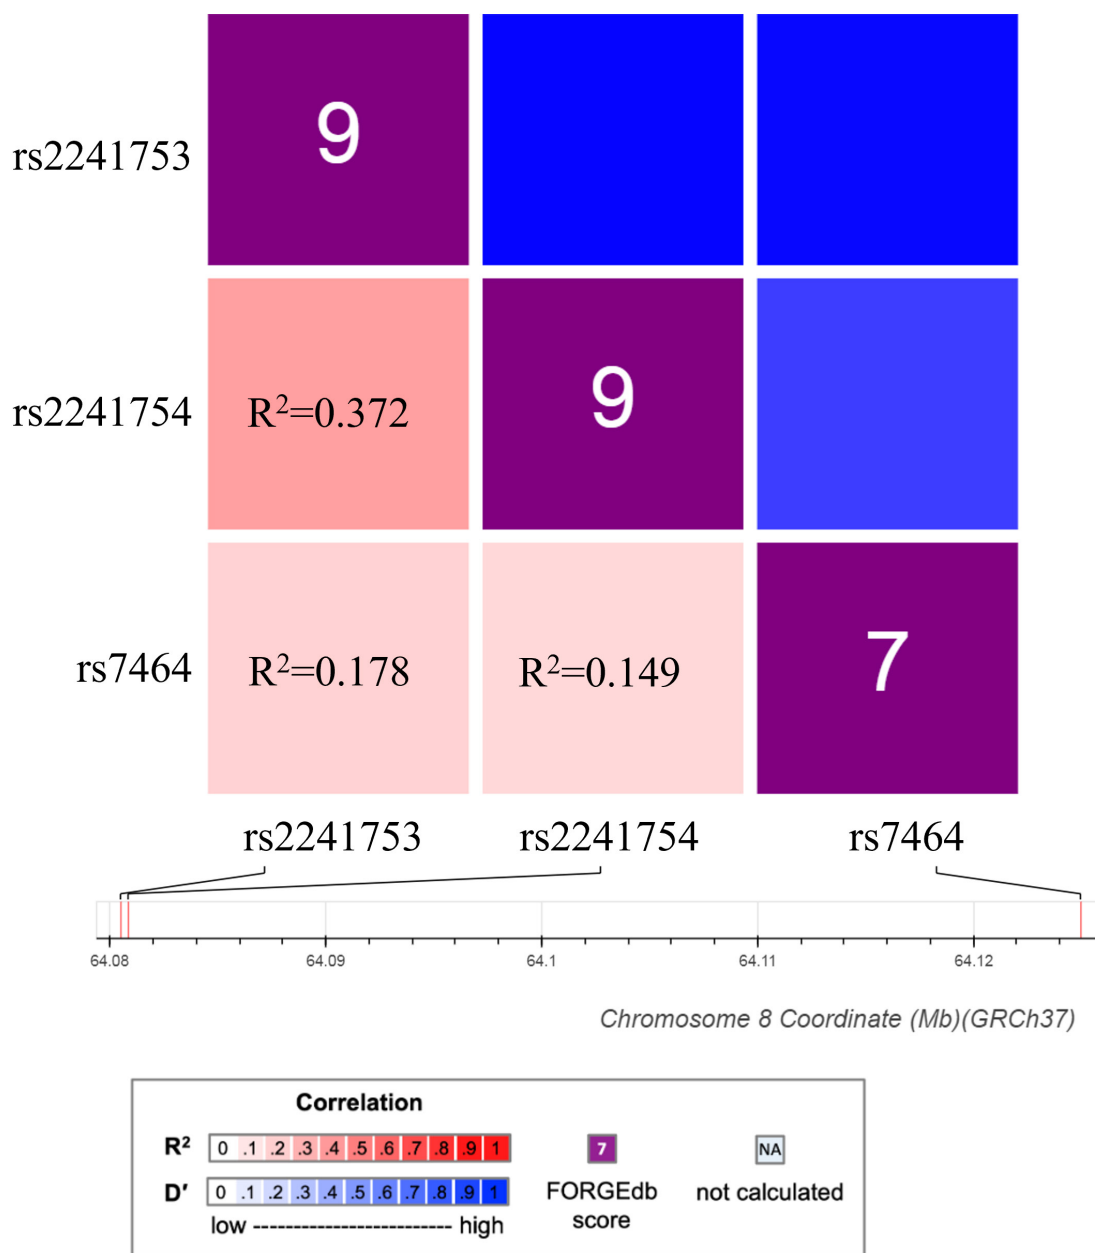 rs2241753
9
rs2241754
R²=0.372
9
rs7464
R²=0.178
R²=0.149
7
rs2241753 rs2241754 rs7464
64.08 64.09 64.1 64.11 64.12
Chromosome 8 Coordinate (Mb)(GRCh37)
Correlation
R² 0 .1 .2 .3 .4 .5 .6 .7 .8 .9 1
7
NA
D′ 0 .1 .2 .3 .4 .5 .6 .7 .8 .9 1
FORGEdb
score
not calculated
low -------------------------- high